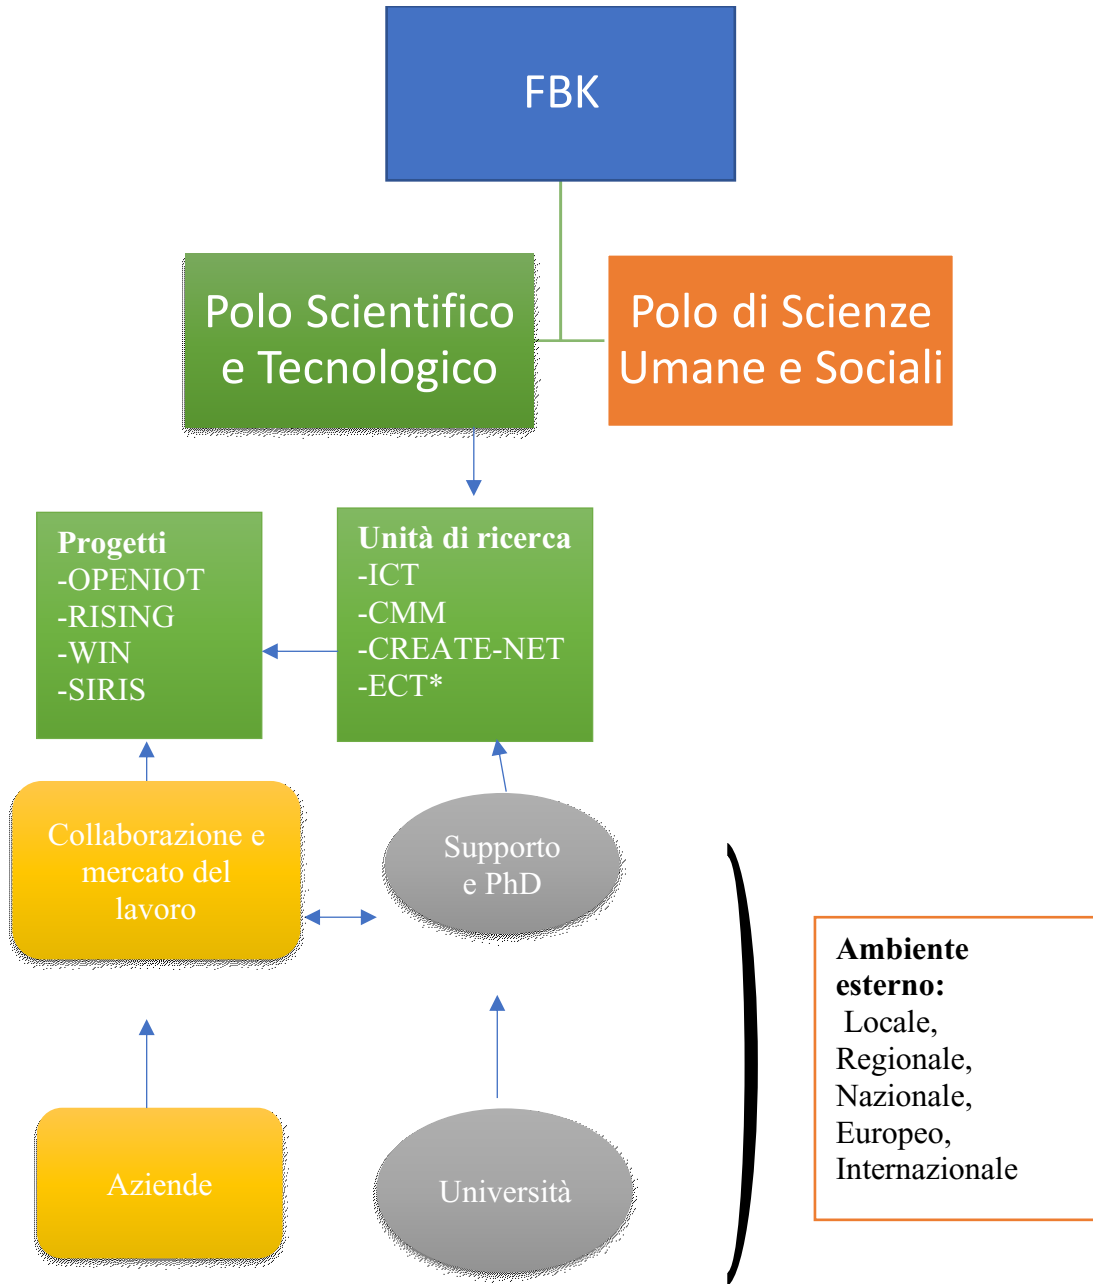 FBK
Polo Scientifico
e Tecnologico
Polo di Scienze
Umane e Sociali
Progetti
-OPENIOT
-RISING
-WIN
-SIRIS
Unità di ricerca
-ICT
-CMM
-CREATE-NET
-ECT*
Collaborazione e
mercato del
lavoro
Supporto
e PhD
Ambiente
esterno:
Locale,
Regionale,
Nazionale,
Europeo,
Internazionale
Aziende
Università